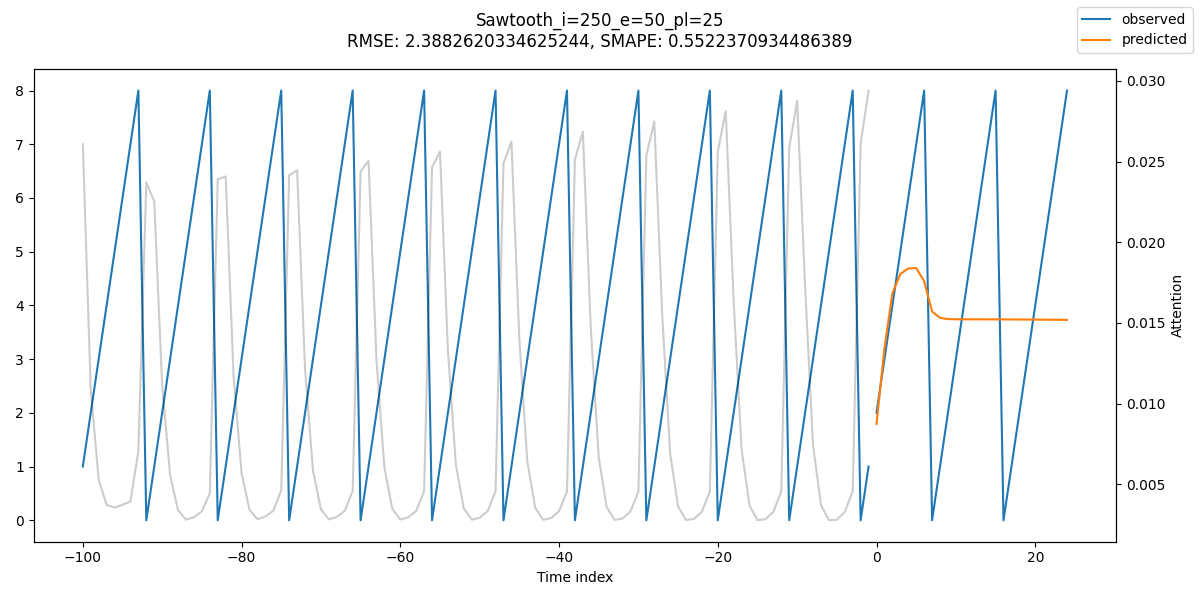 Sawtooth_i=250_e=50_pl=25
RMSE: 2.3882620334625244, SMAPE: 0.5522370934486389
observed
predicted
8
7
6
5
4
3
2
1
0
0.030
0.025
0.020
0.015
0.010
0.005
Attention
−100 −80 −60 −40 −20 0 20
Time index